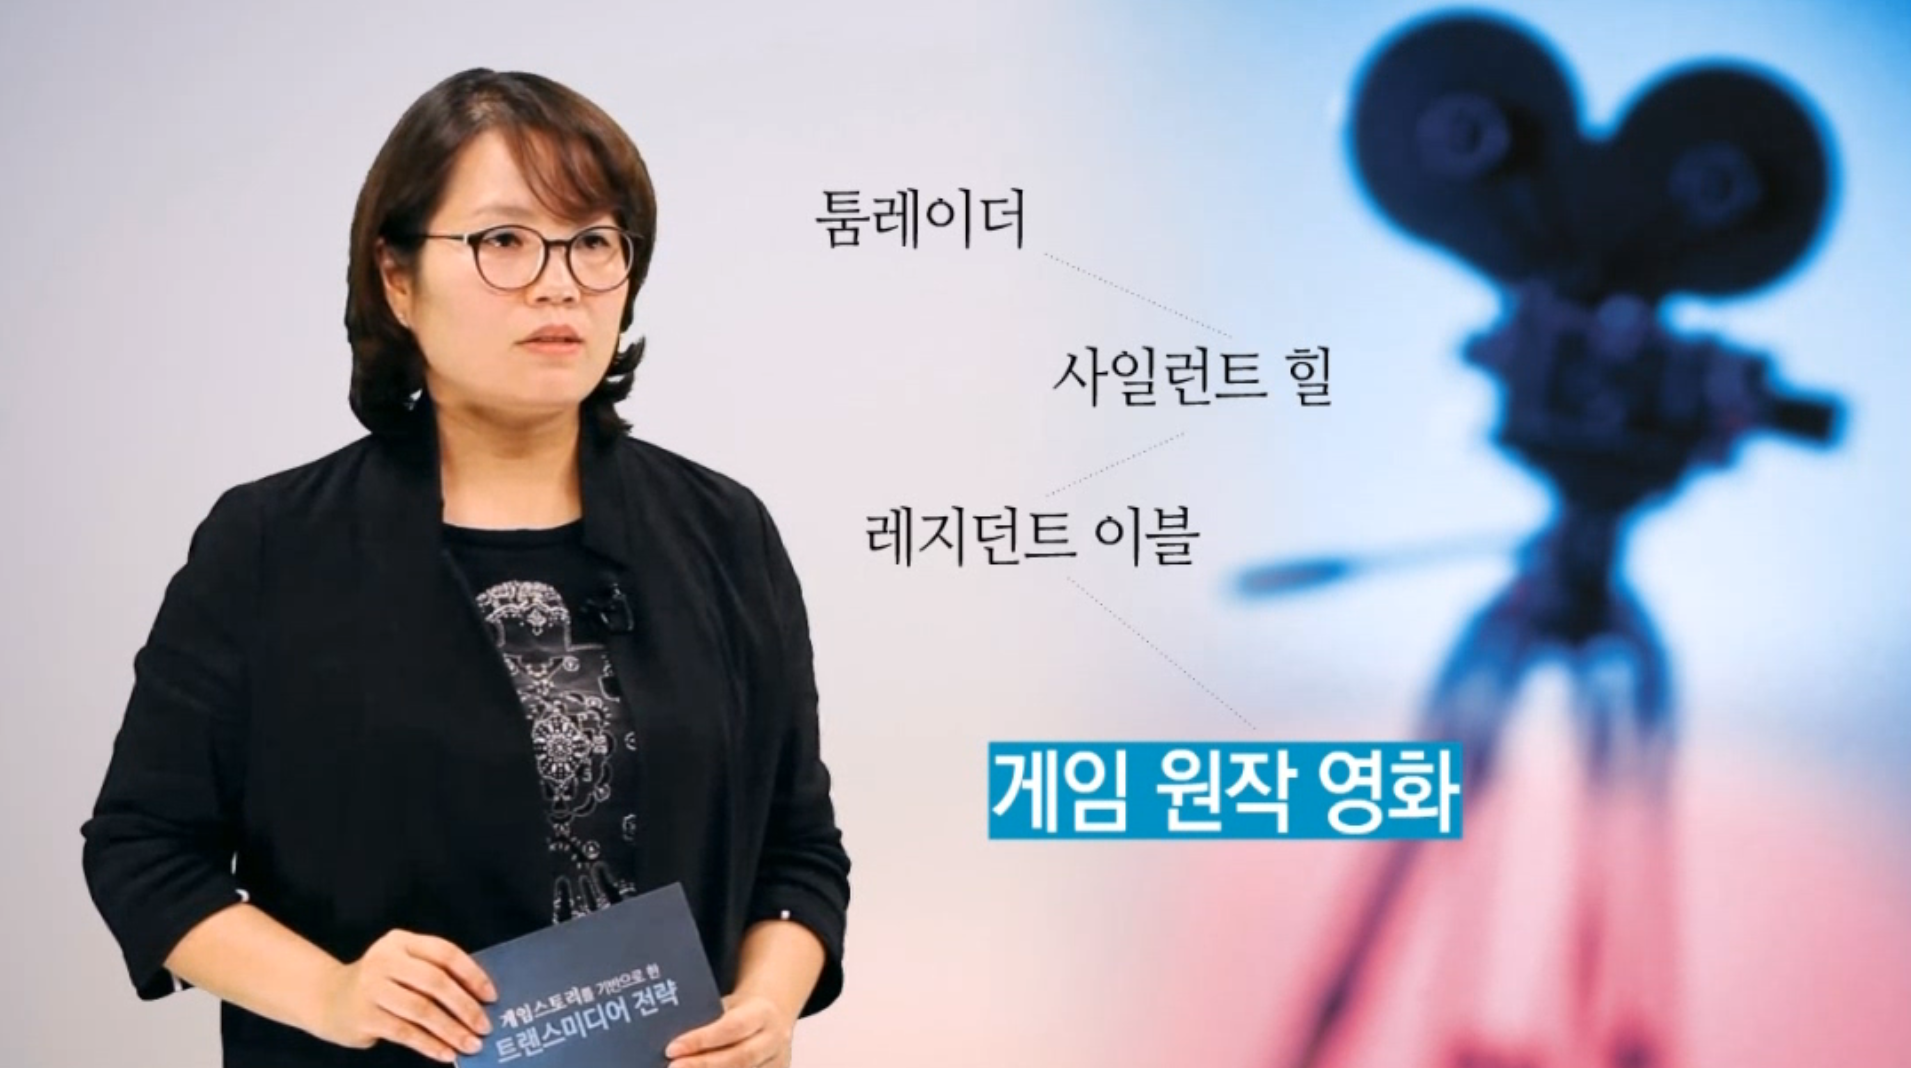 툼레이더
사일런트 힐
레지던트 이블
게임 원작 영화
게임스토리를 기반으로 한
트랜스미디어 전략